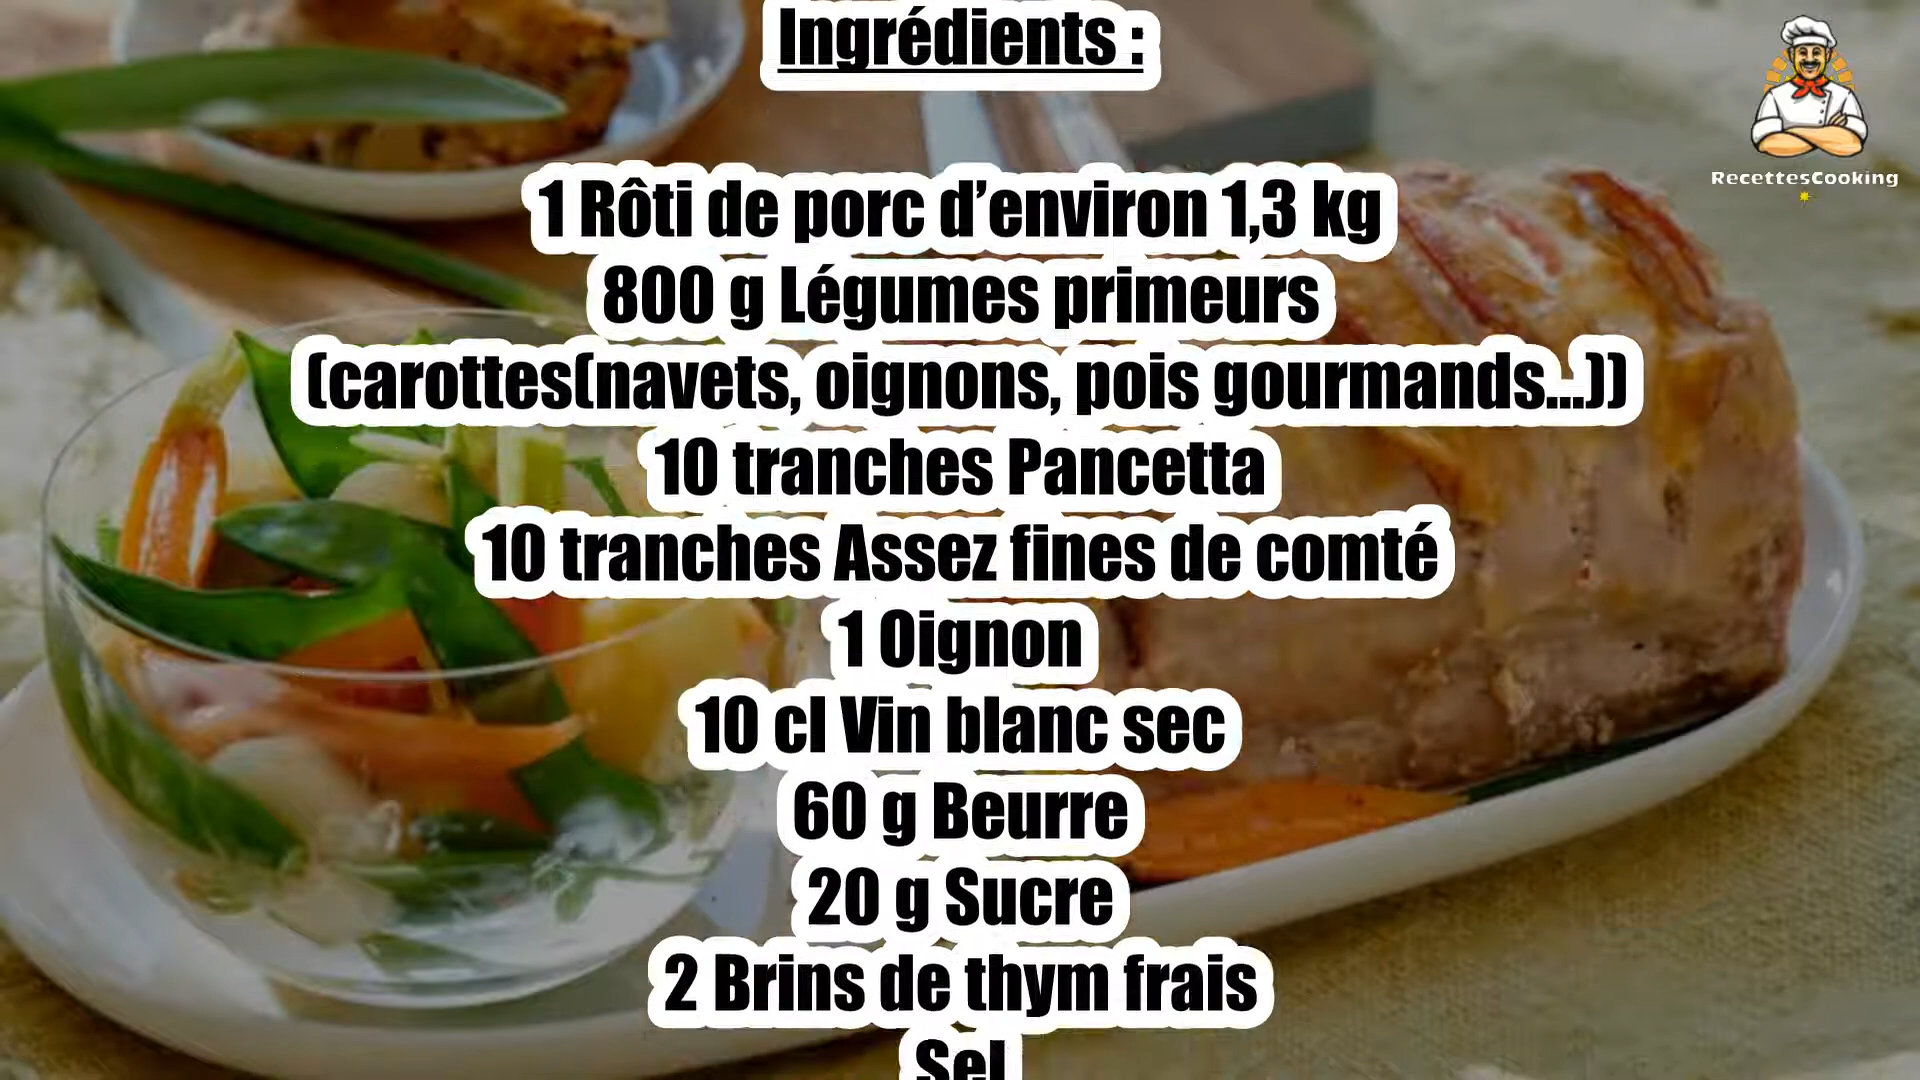 Ingrédients :
RecettesCooking
1 Rôti de porc d’environ 1,3 kg
800 g Légumes primeurs
(carottes(navets, oignons, pois gourmands...))
10 tranches Pancetta
10 tranches Assez fines de comté
1 Oignon
10 cl Vin blanc sec
60 g Beurre
20 g Sucre
2 Brins de thym frais
Sel